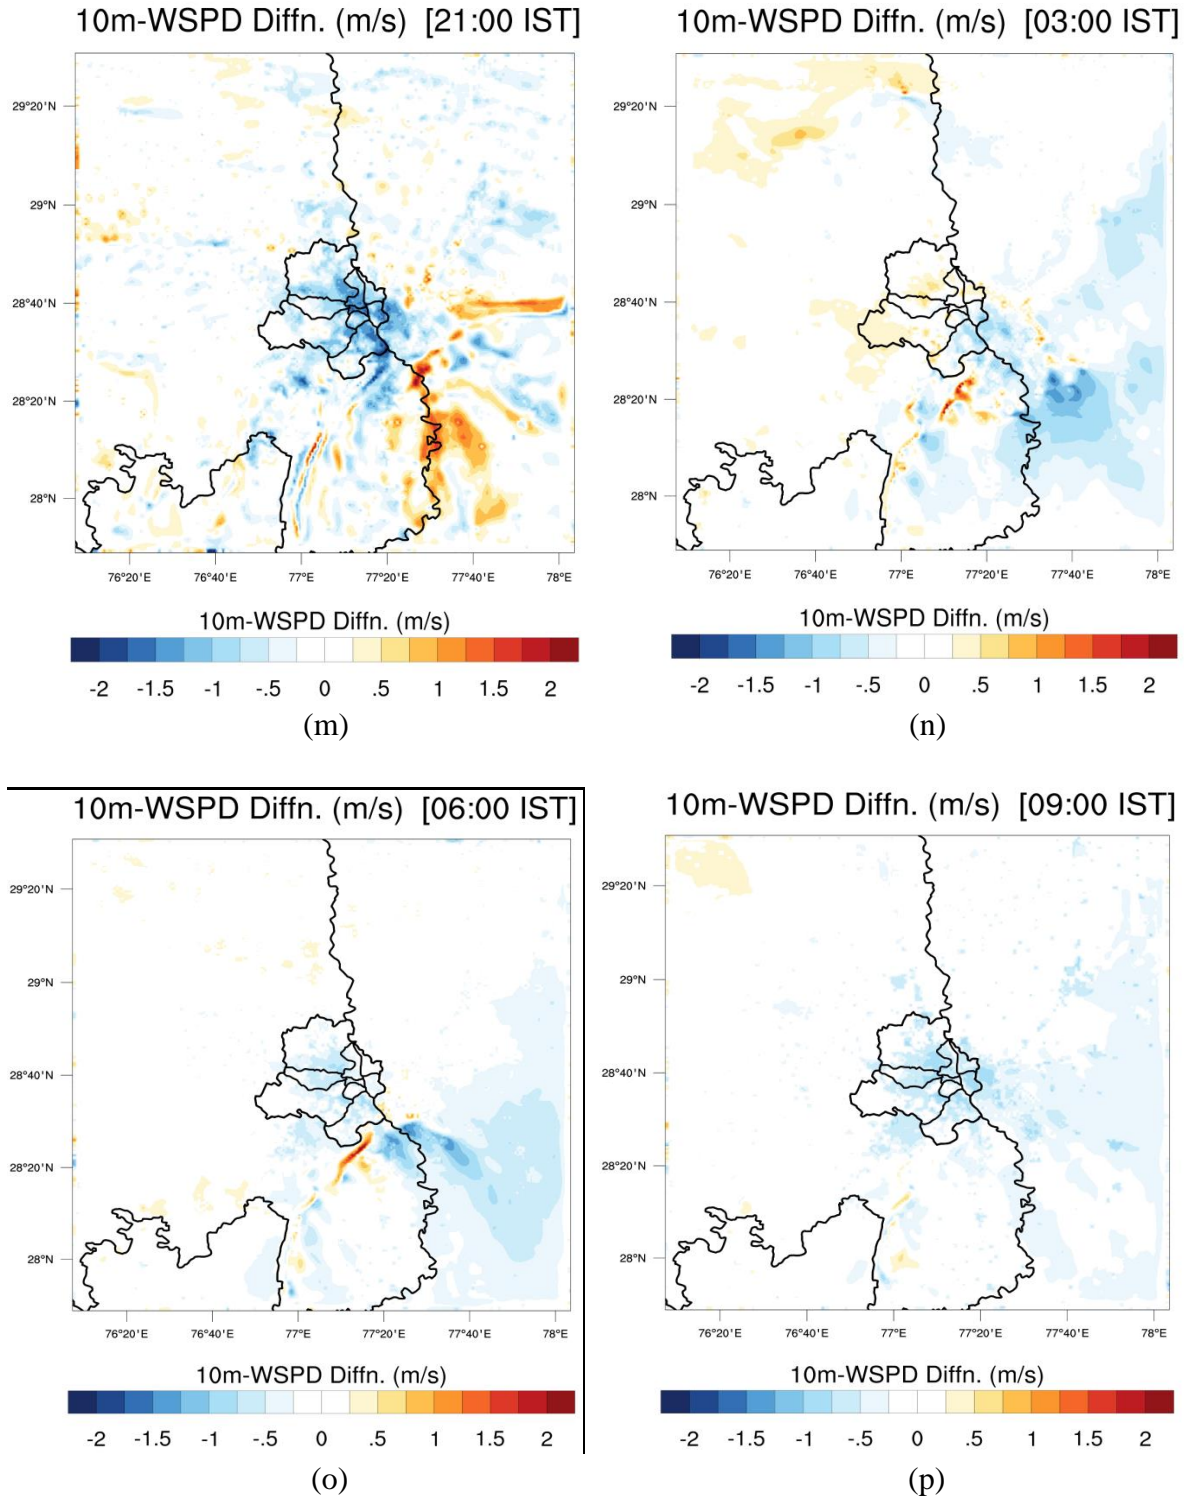 10m-WSPD Diffn. (m/s) [21:00 IST]
29°20'N
29°N
28°40'N
28°20'N
28°N
76°20'E 76°40'E 77°E 77°20'E 77°40'E 78°E
10m-WSPD Diffn. (m/s)
-2 -1.5 -1 -.5 0 .5 1 1.5 2
(m)
10m-WSPD Diffn. (m/s) [03:00 IST]
29°20'N
29°N
28°40'N
28°20'N
28°N
76°20'E 76°40'E 77°E 77°20'E 77°40'E 78°E
10m-WSPD Diffn. (m/s)
-2 -1.5 -1 -.5 0 .5 1 1.5 2
(n)
10m-WSPD Diffn. (m/s) [06:00 IST]
29°20'N
29°N
28°40'N
28°20'N
28°N
76°20'E 76°40'E 77°E 77°20'E 77°40'E 78°E
10m-WSPD Diffn. (m/s)
-2 -1.5 -1 -.5 0 .5 1 1.5 2
(o)
10m-WSPD Diffn. (m/s) [09:00 IST]
29°20'N
29°N
28°40'N
28°20'N
28°N
76°20'E 76°40'E 77°E 77°20'E 77°40'E 78°E
10m-WSPD Diffn. (m/s)
-2 -1.5 -1 -.5 0 .5 1 1.5 2
(p)